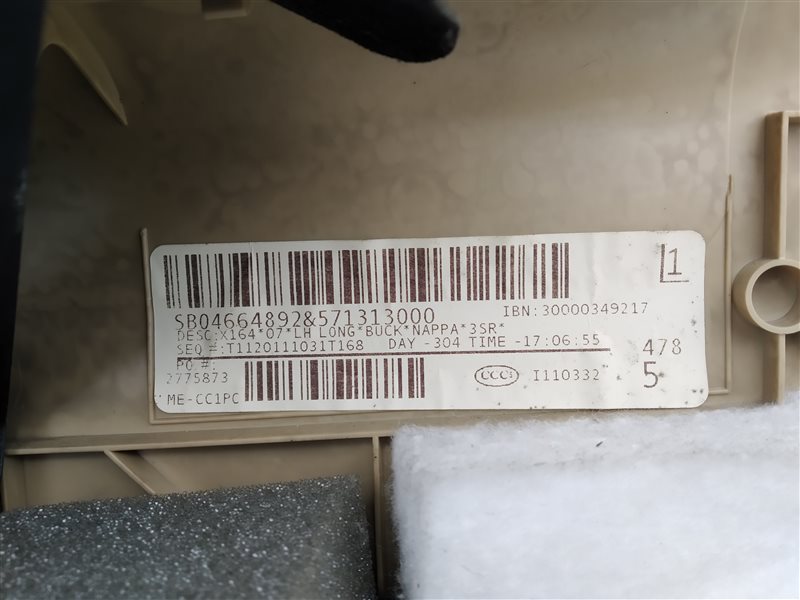 L1
SB04664892&571313000
IBN:30000349217
DESC:X164*07*LH LONG*BUCK*NAPPA*3SR*
SEQ #:T1120111031T168 DAY -304 TIME -17:06:55
478
PO #:
2775873
CCC
I110332
5
ME-CC1PC